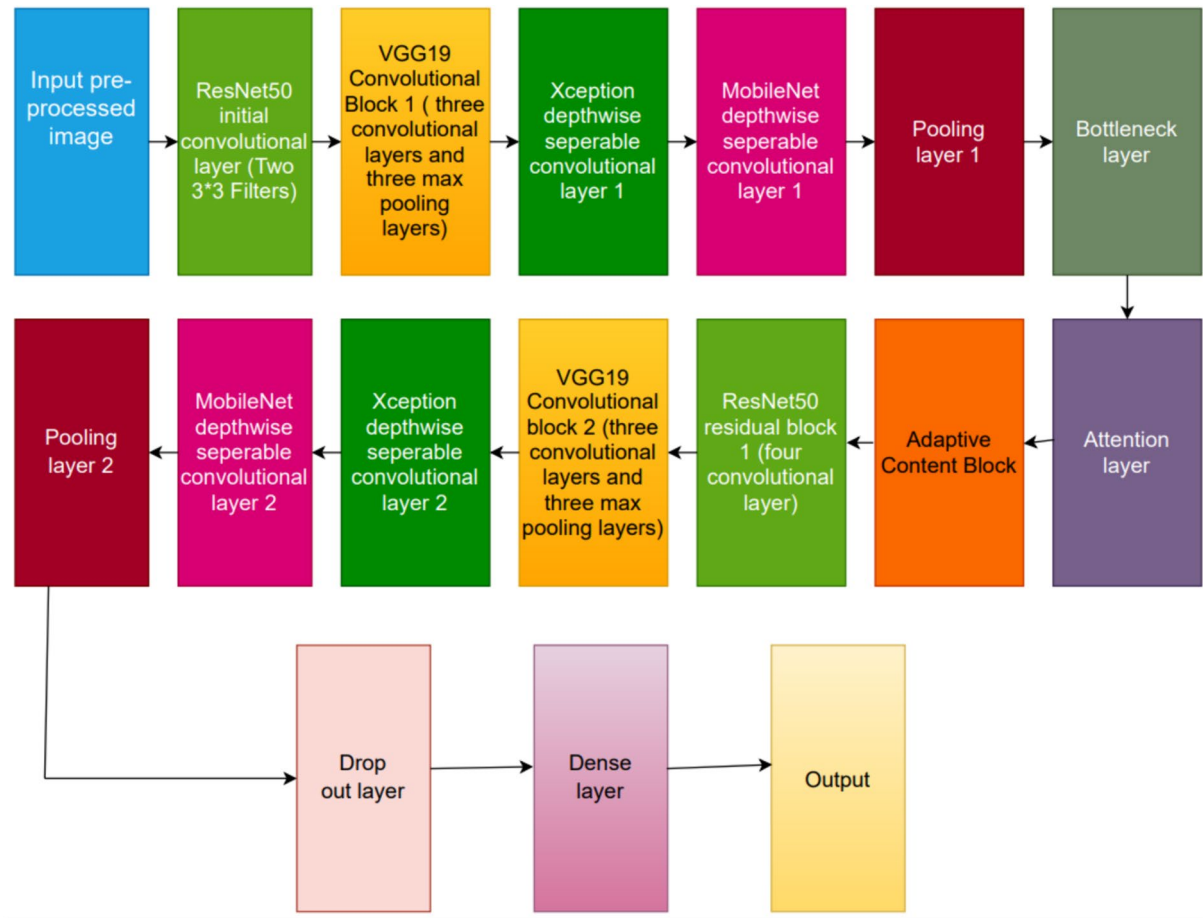 Input pre-
processed
image
ResNet50
initial
convolutional
layer (Two
3*3 Filters)
VGG19
Convolutional
Block 1 ( three
convolutional
layers and
three max
pooling
layers)
Xception
depthwise
seperable
convolutional
layer 1
MobileNet
depthwise
seperable
convolutional
layer 1
Pooling
layer 1
Bottleneck
layer
Attention
layer
Adaptive
Content Block
ResNet50
residual block
1 (four
convolutional
layer)
VGG19
Convolutional
block 2 (three
convolutional
layers and
three max
pooling layers)
Xception
depthwise
seperable
convolutional
layer 2
MobileNet
depthwise
seperable
convolutional
layer 2
Pooling
layer 2
Drop
out layer
Dense
layer
Output